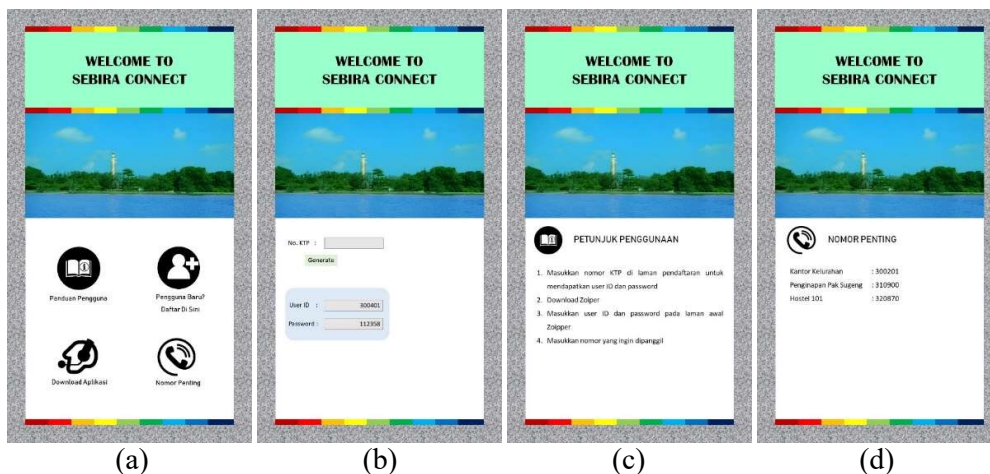 WELCOME TO
SEBIRA CONNECT
Panduan Pengguna
Pengguna Baru?
Daftar Di Sini
Download Aplikasi
Nomor Penting
(a)
WELCOME TO
SEBIRA CONNECT
No. KTP :
Generate
User ID : 300401
Password : 112358
(b)
WELCOME TO
SEBIRA CONNECT
PETUNJUK PENGGUNAAN
1. Masukkan nomor KTP di laman pendaftaran untuk
mendapatkan user ID dan password
2. Download Zoiper
3. Masukkan user ID dan password pada laman awal
Zoipper
4. Masukkan nomor yang ingin dipanggil
(c)
WELCOME TO
SEBIRA CONNECT
NOMOR PENTING
Kantor Kelurahan : 300201
Penginapan Pak Sugeng : 310900
Hostel 101 : 320870
(d)